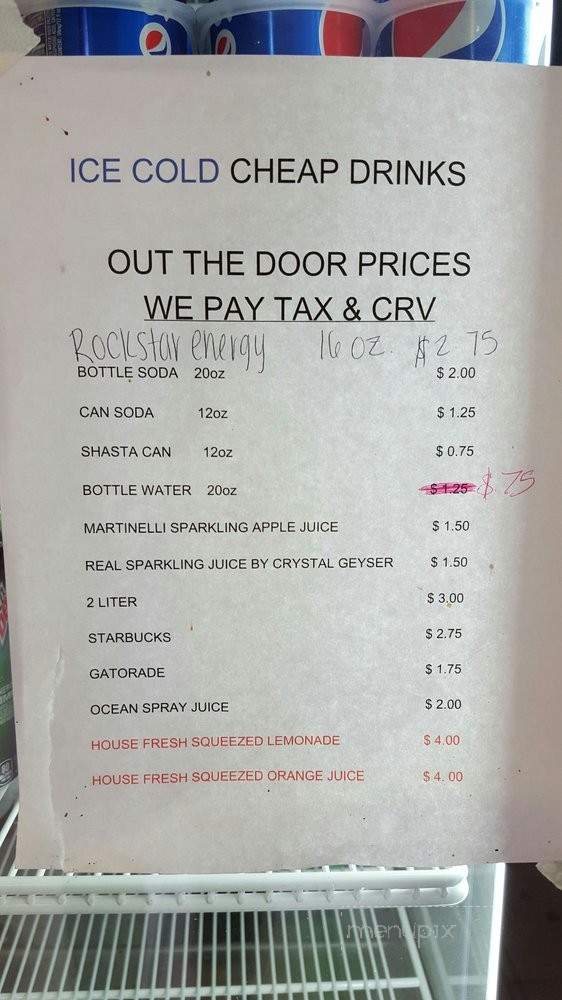 ICE COLD CHEAP DRINKS
OUT THE DOOR PRICES
WE PAY TAX & CRV
Rockstar energy 16 oz. $2 75
BOTTLE SODA 20oz $ 2.00
CAN SODA 12oz $ 1.25
SHASTA CAN 12oz $ 0.75
BOTTLE WATER 20oz $ 1.25 $.75
MARTINELLI SPARKLING APPLE JUICE $ 1.50
REAL SPARKLING JUICE BY CRYSTAL GEYSER $ 1.50
2 LITER $ 3.00
STARBUCKS $ 2.75
GATORADE $ 1.75
OCEAN SPRAY JUICE $ 2.00
HOUSE FRESH SQUEEZED LEMONADE $ 4.00
HOUSE FRESH SQUEEZED ORANGE JUICE $ 4. 00
menupix